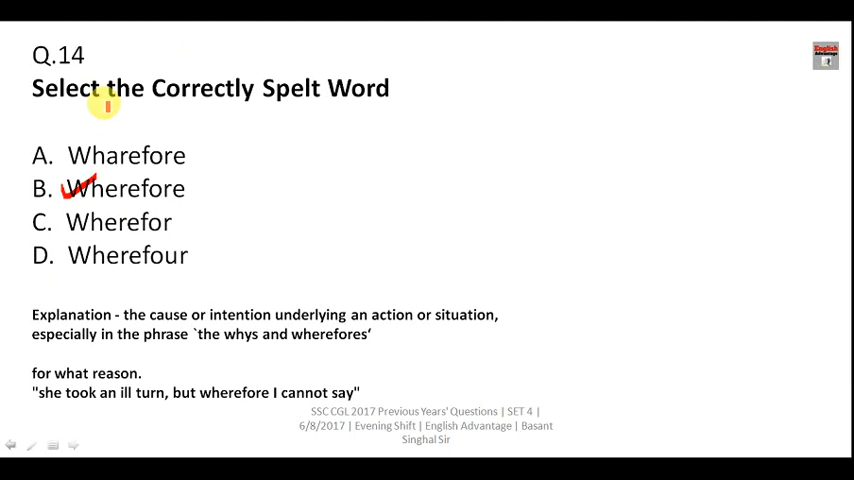 Q.14
English
Advantage
Select the Correctly Spelt Word
A. Wharefore
B. Wherefore
C. Wherefor
D. Wherefour
Explanation - the cause or intention underlying an action or situation,
especially in the phrase `the whys and wherefores‘
for what reason.
"she took an ill turn, but wherefore I cannot say"
SSC CGL 2017 Previous Years' Questions | SET 4 |
6/8/2017 | Evening Shift | English Advantage | Basant
Singhal Sir